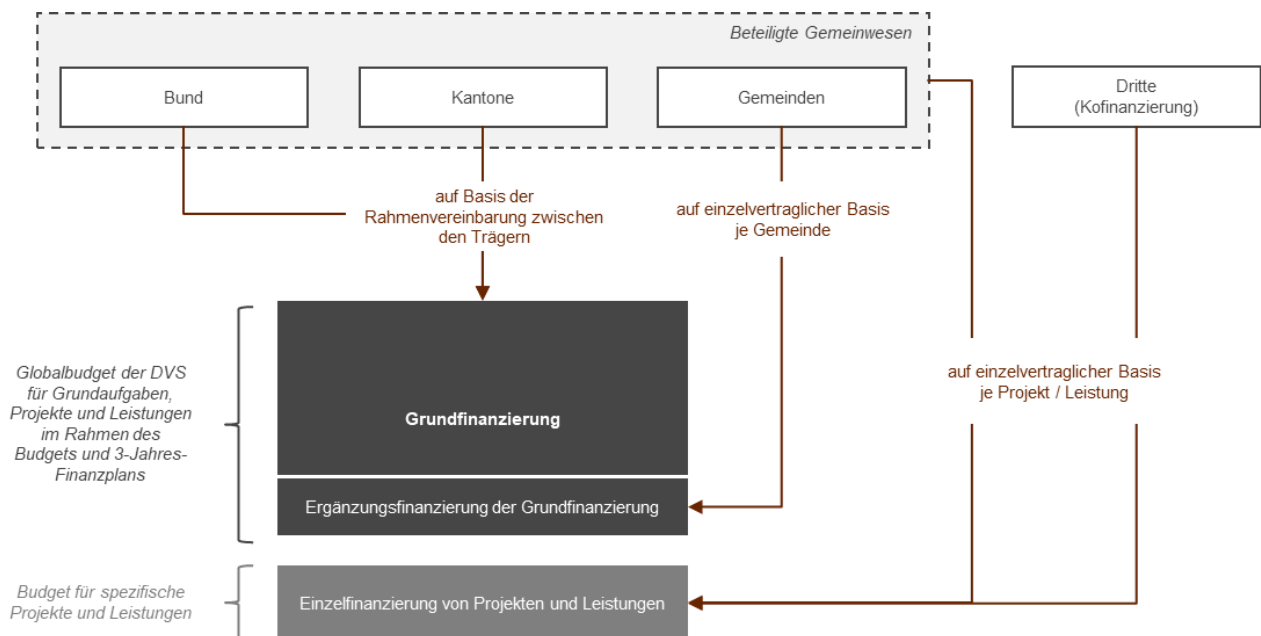 Beteiligte Gemeinwesen
Bund
Kantone
Gemeinden
Dritte
(Kofinanzierung)
auf Basis der
Rahmenvereinbarung zwischen
den Trägern
auf einzelvertraglicher Basis
je Gemeinde
auf einzelvertraglicher Basis
je Projekt / Leistung
Globalbudget der DVS
für Grundaufgaben,
Projekte und Leistungen
im Rahmen des
Budgets und 3-Jahres-
Finanzplans
Grundfinanzierung
Ergänzungsfinanzierung der Grundfinanzierung
Budget für spezifische
Projekte und Leistungen
Einzelfinanzierung von Projekten und Leistungen